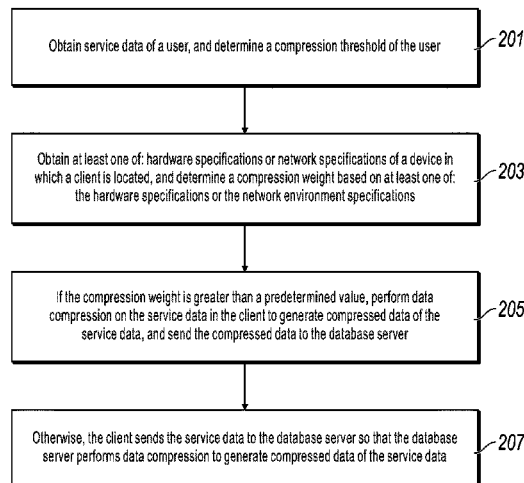 Obtain service data of a user, and determine a compression threshold of the user
201
Obtain at least one of: hardware specifications or network specifications of a device in
which a client is located, and determine a compression weight based on at least one of:
the hardware specifications or the network environment specifications
203
If the compression weight is greater than a predetermined value, perform data
compression on the service data in the client to generate compressed data of the
service data, and send the compressed data to the database server
205
Otherwise, the client sends the service data to the database server so that the database
server performs data compression to generate compressed data of the service data
207